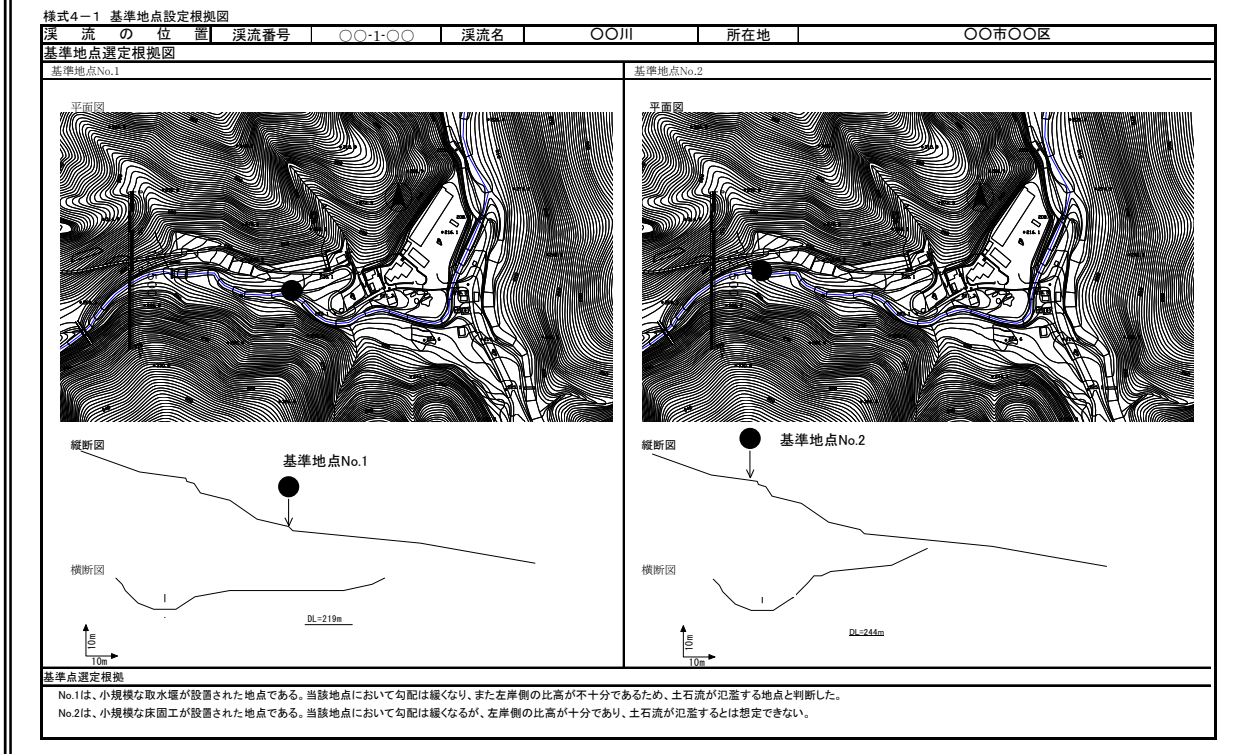 様式4-1 基準地点設定根拠図
渓流の位置 渓流番号 〇〇-1-〇〇 渓流名 〇〇川 所在地 〇〇市〇〇区
基準地点選定根拠図
基準地点No.1 基準地点No.2
平面図 平面図
縦断図 縦断図
基準地点No.1 基準地点No.2
横断図 横断図
DL=219m DL=244m
10m 10m
10m 10m
基準点選定根拠
No.1は、小規模な取水堰が設置された地点である。当該地点において勾配は緩くなり、また左岸側の比高が不十分であるため、土石流が氾濫する地点と判断した。
No.2は、小規模な床固工が設置された地点である。当該地点において勾配は緩くなるが、左岸側の比高が十分であり、土石流が氾濫するとは想定できない。